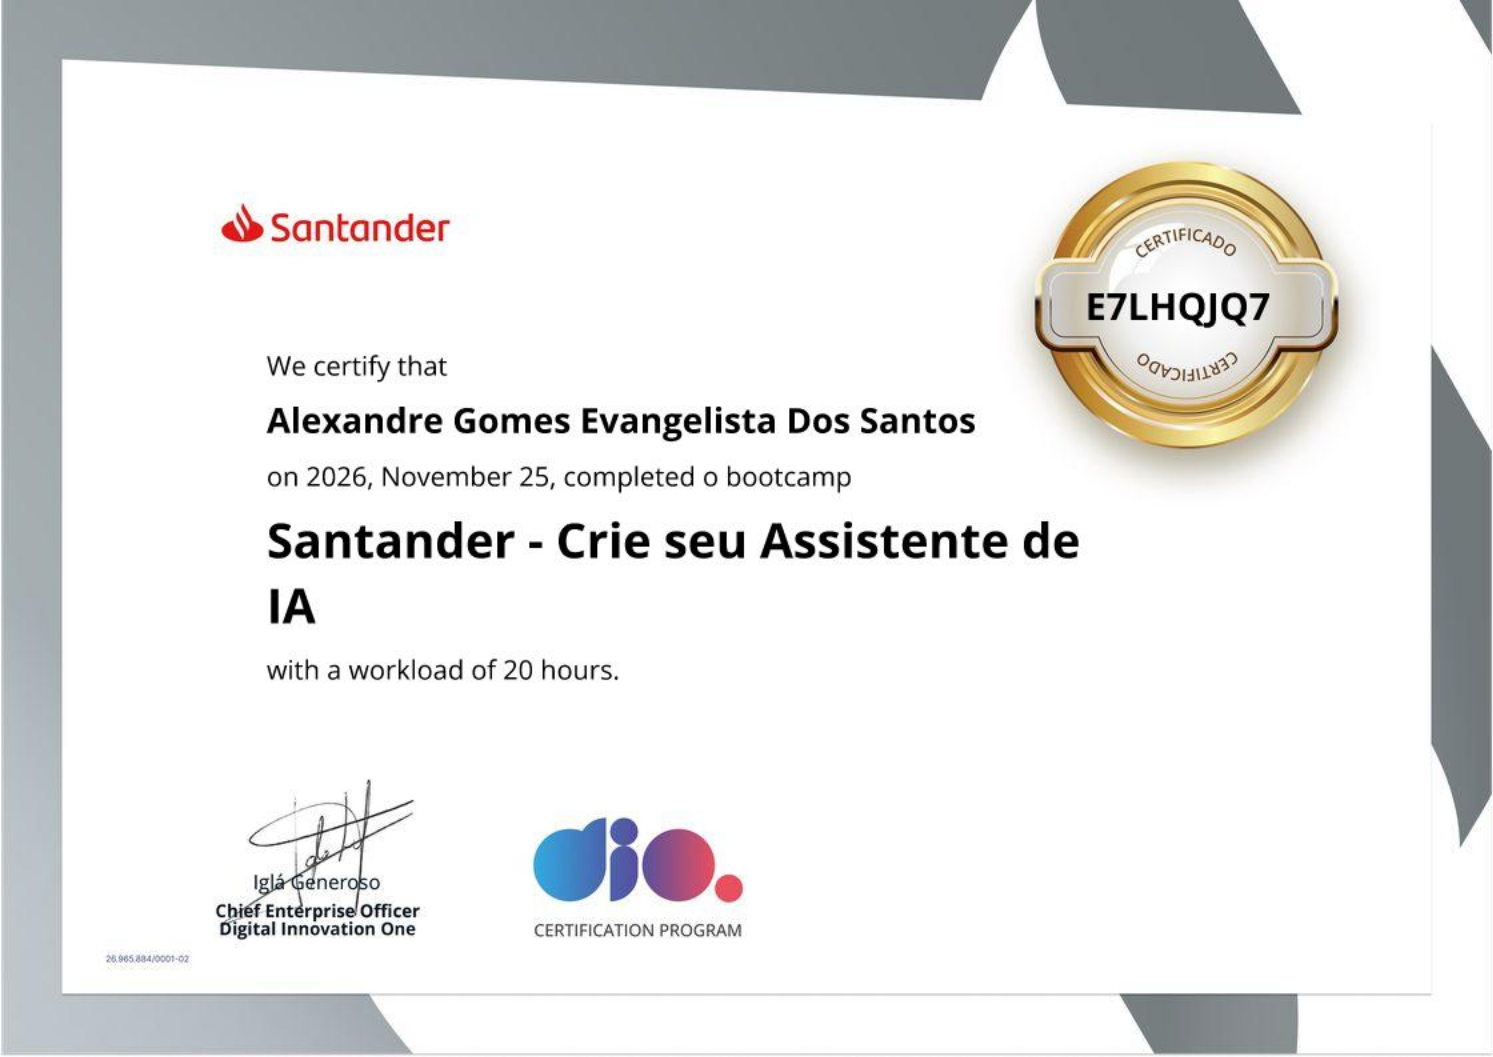 Santander
CERTIFICADO
E7LHQJQ7
CERTIFICADO
We certify that
Alexandre Gomes Evangelista Dos Santos
on 2026, November 25, completed o bootcamp
Santander - Crie seu Assistente de
IA
with a workload of 20 hours.
Iglá Generoso
Chief Enterprise Officer
Digital Innovation One
dio.
CERTIFICATION PROGRAM
26.965.884/0001-02